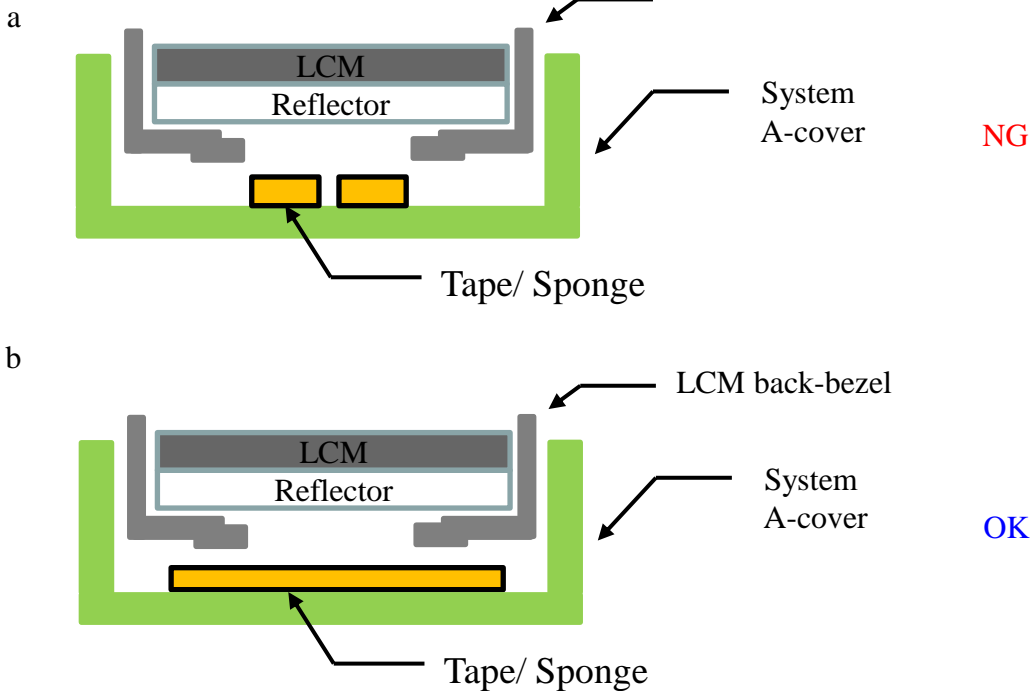 a
LCM
Reflector
System
A-cover
NG
Tape/ Sponge
b
LCM back-bezel
LCM
Reflector
System
A-cover
OK
Tape/ Sponge